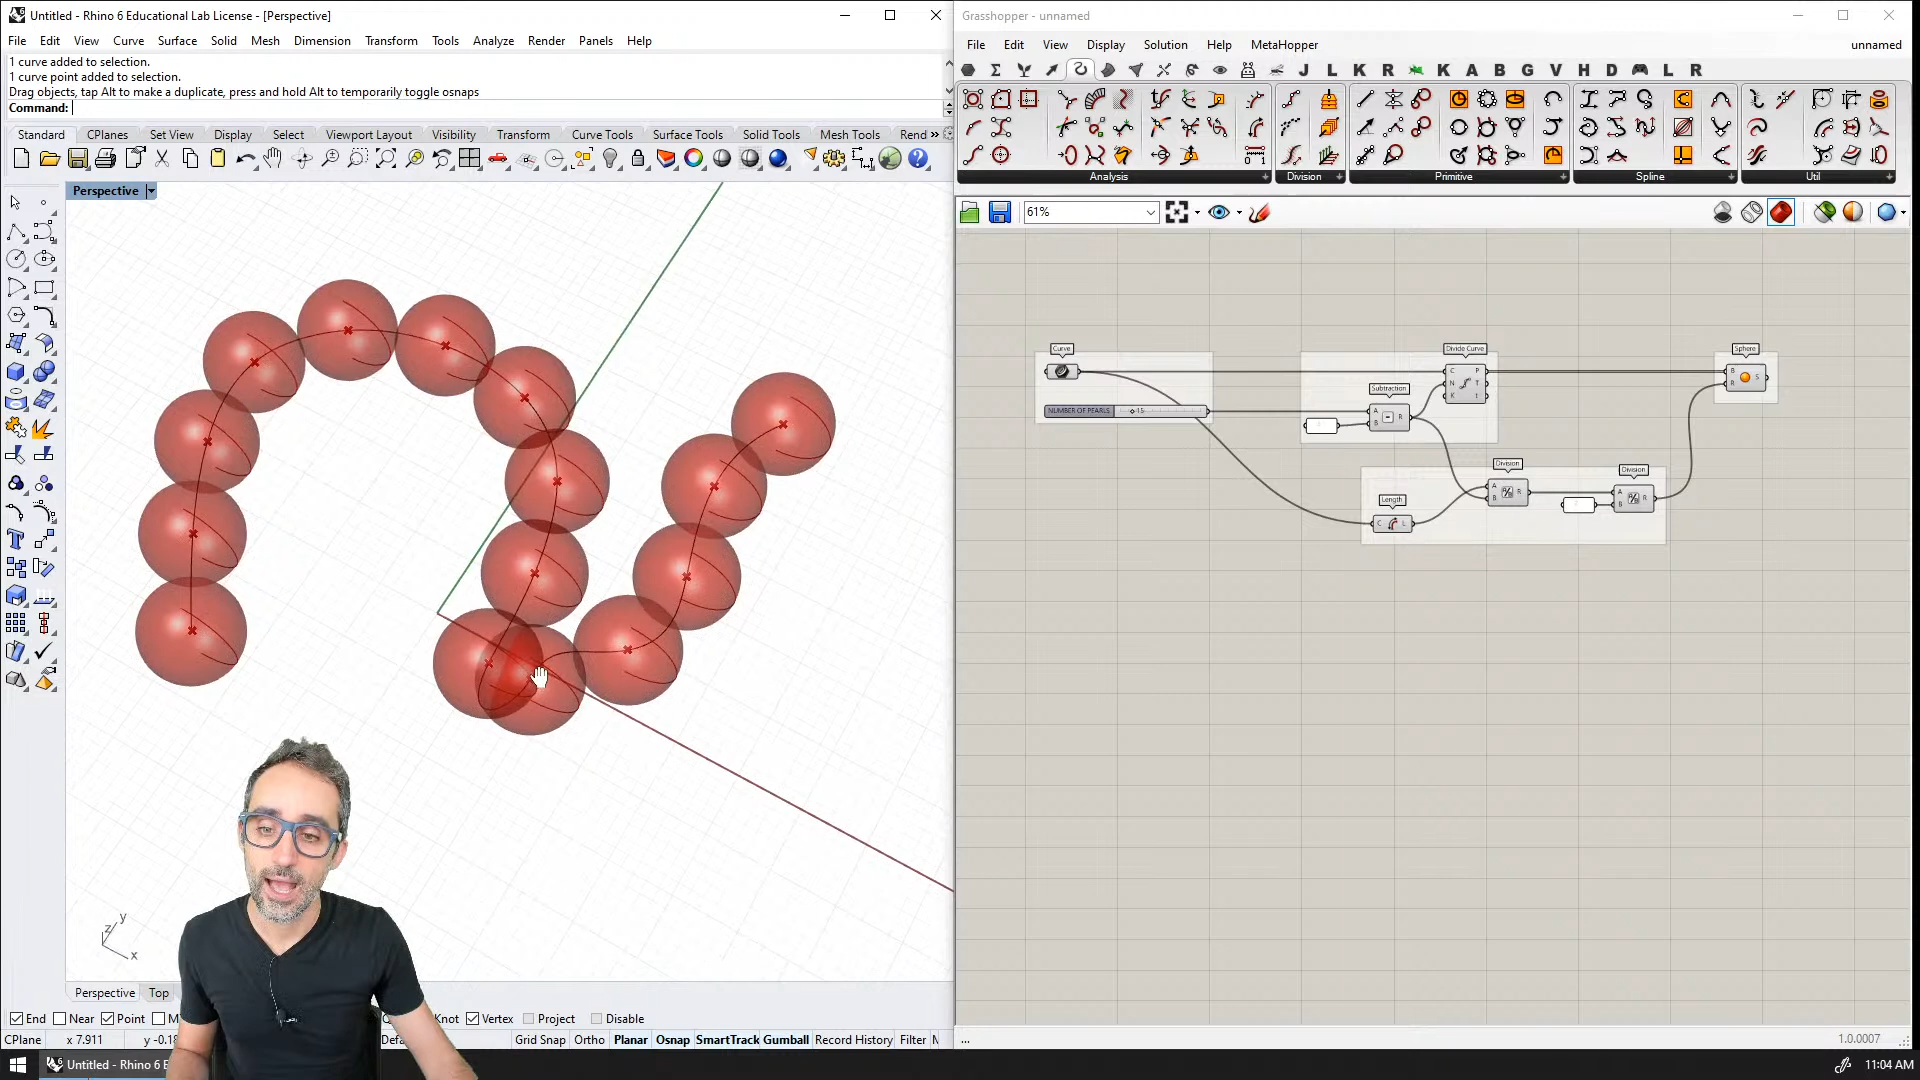 Untitled - Rhino 6 Educational Lab License - [Perspective]
File Edit View Curve Surface Solid Mesh Dimension Transform Tools Analyze Render Panels Help
1 curve added to selection.
1 curve point added to selection.
Drag objects, tap Alt to make a duplicate, press and hold Alt to temporarily toggle osnaps
Command:
Standard CPlanes Set View Display Select Viewport Layout Visibility Transform Curve Tools Surface Tools Solid Tools Mesh Tools Rend »
Perspective
z y x
Perspective Top
End Near Point Knot Vertex Project Disable
CPlane x 7.911 y -0.18 Defa Grid Snap Ortho Planar Osnap SmartTrack Gumball Record History Filter
Untitled - Rhino 6 E
Grasshopper - unnamed
File Edit View Display Solution Help MetaHopper unnamed
J L K R K A B G V H D L R
Analysis Division Primitive Spline Util
61%
Curve
NUMBER OF PEARLS 15
Subtraction
A B R
Divide Curve
C N K P T t
Sphere
B R S
Length
C L
Division
A B R
Division
A B R
... 1.0.0007
11:04 AM